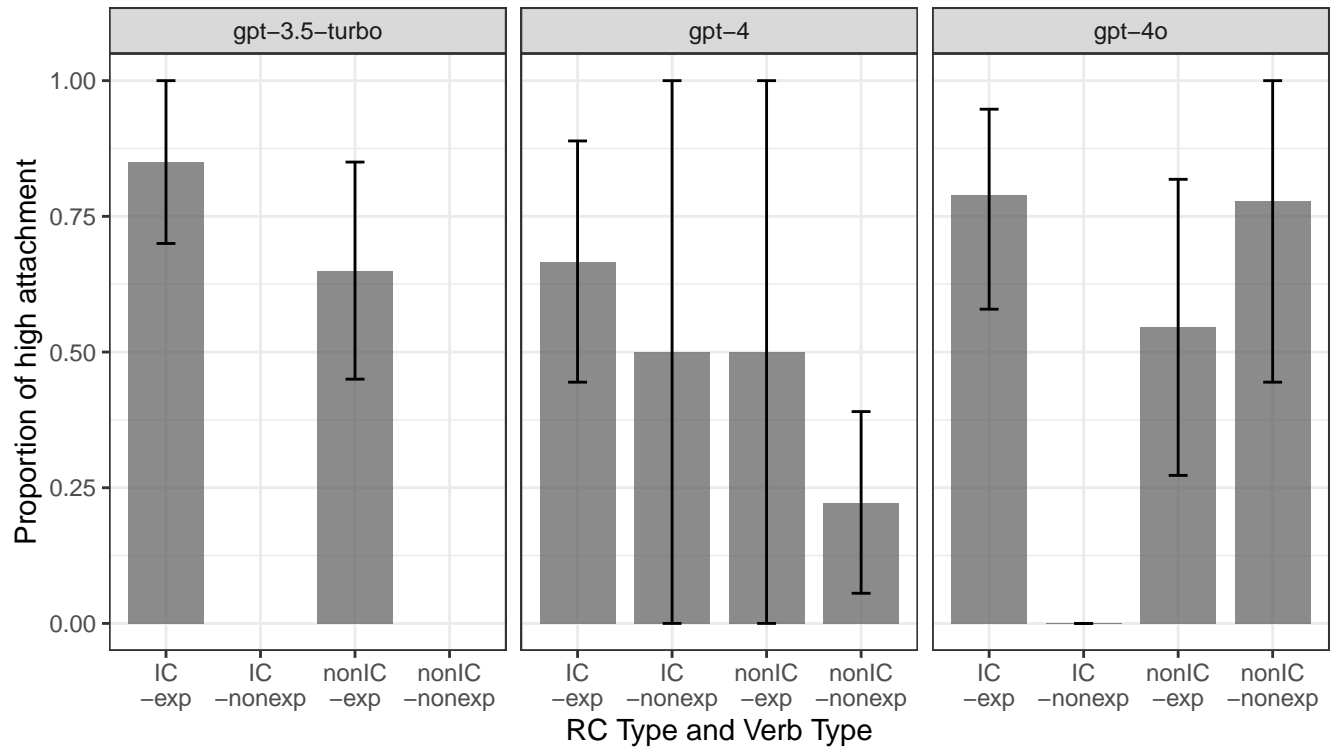 gpt−3.5−turbo gpt−4 gpt−4o
Proportion of high attachment
1.00
0.75
0.50
0.25
0.00
IC IC nonIC nonIC IC IC nonIC nonIC IC IC nonIC nonIC
−exp −nonexp −exp −nonexp −exp −nonexp −exp −nonexp −exp −nonexp −exp −nonexp
RC Type and Verb Type